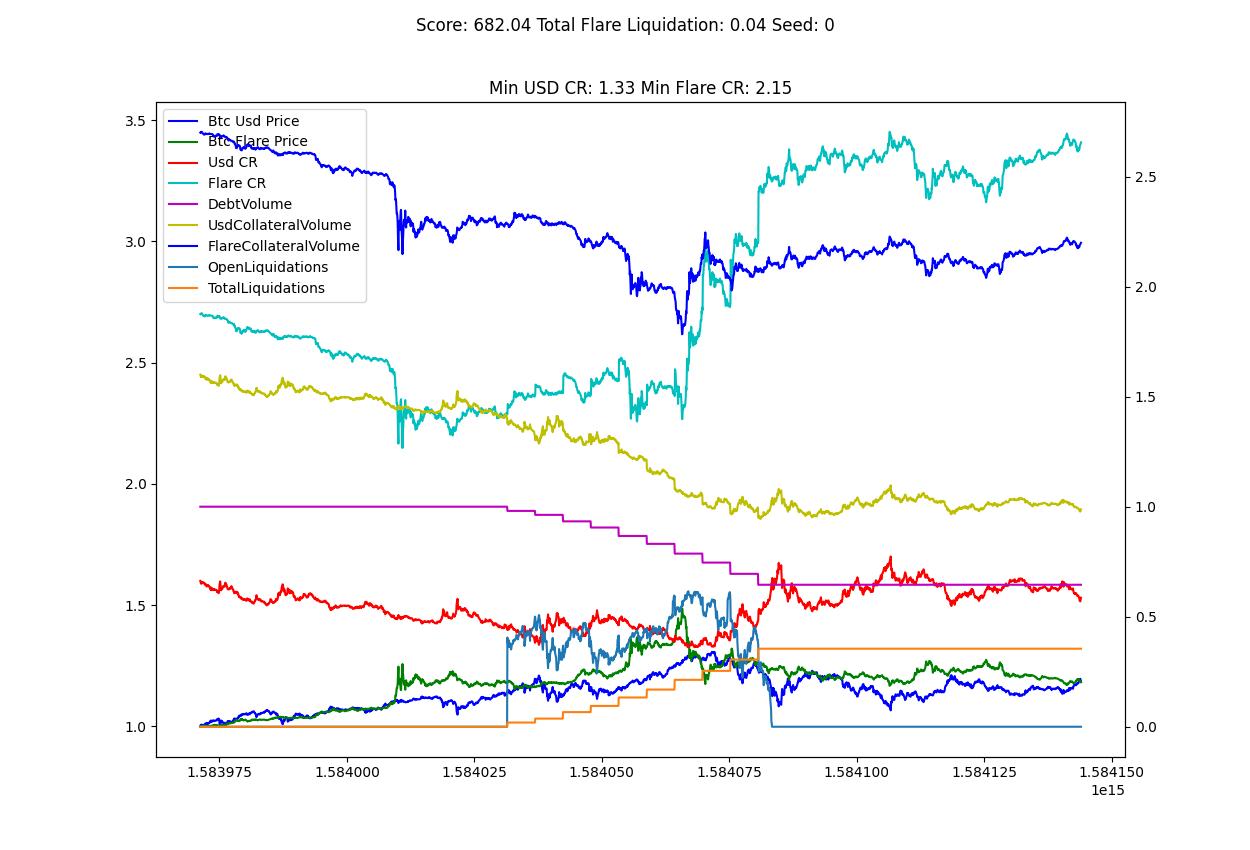 Score: 682.04 Total Flare Liquidation: 0.04 Seed: 0
Min USD CR: 1.33 Min Flare CR: 2.15
Btc Usd Price
Btc Flare Price
Usd CR
Flare CR
DebtVolume
UsdCollateralVolume
FlareCollateralVolume
OpenLiquidations
TotalLiquidations
3.5
3.0
2.5
2.0
1.5
1.0
2.5
2.0
1.5
1.0
0.5
0.0
1.583975 1.584000 1.584025 1.584050 1.584075 1.584100 1.584125 1.584150
1e15